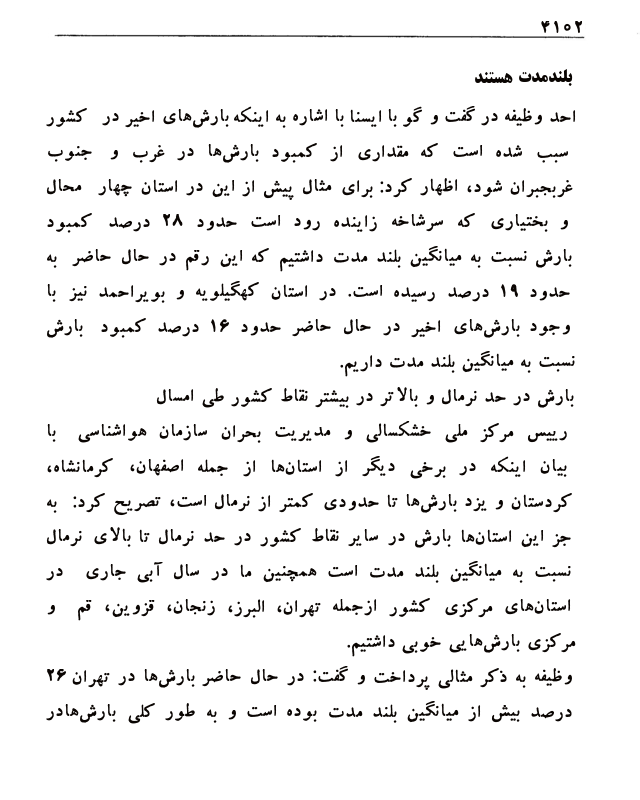 ۴۱۰۲
بلندمدت هستند
احد وظیفه در گفت و گو با ایسنا با اشاره به اینکه بارش‌های اخیر در کشور
سبب شده است که مقداری از کمبود بارش‌ها در غرب و جنوب
غربجبران شود، اظهار کرد: برای مثال پیش از این در استان چهار محال
و بختیاری که سرشاخه زاینده رود است حدود ۲۸ درصد کمبود
بارش نسبت به میانگین بلند مدت داشتیم که این رقم در حال حاضر به
حدود ۱۹ درصد رسیده است. در استان کهگیلویه و بویراحمد نیز با
وجود بارش‌های اخیر در حال حاضر حدود ۱۶ درصد کمبود بارش
نسبت به میانگین بلند مدت داریم.
بارش در حد نرمال و بالاتر در بیشتر نقاط کشور طی امسال
رییس مرکز ملی خشکسالی و مدیریت بحران سازمان هواشناسی با
بیان اینکه در برخی دیگر از استان‌ها از جمله اصفهان، کرمانشاه،
کردستان و یزد بارش‌ها تا حدودی کمتر از نرمال است، تصریح کرد: به
جز این استان‌ها بارش در سایر نقاط کشور در حد نرمال تا بالای نرمال
نسبت به میانگین بلند مدت است همچنین ما در سال آبی جاری در
استان‌های مرکزی کشور ازجمله تهران، البرز، زنجان، قزوین، قم و
مرکزی بارش‌هایی خوبی داشتیم.
وظیفه به ذکر مثالی پرداخت و گفت: در حال حاضر بارش‌ها در تهران ۲۶
درصد بیش از میانگین بلند مدت بوده است و به طور کلی بارش‌هادر